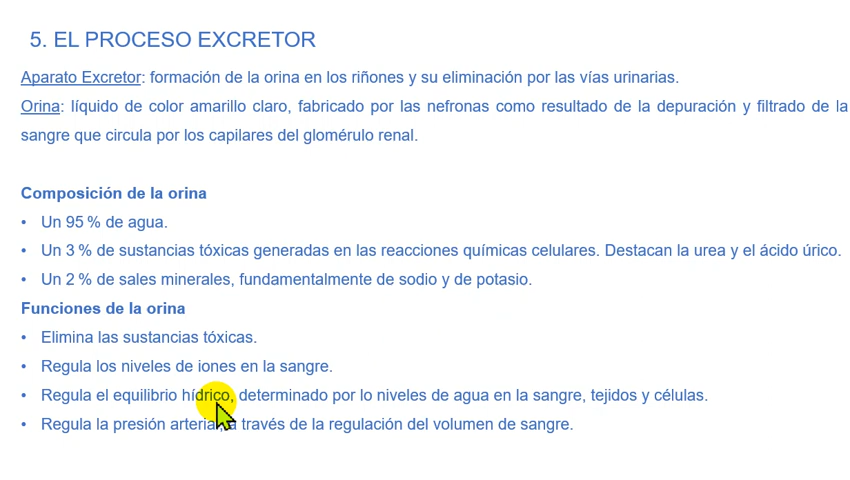 5. EL PROCESO EXCRETOR
Aparato Excretor: formación de la orina en los riñones y su eliminación por las vías urinarias.
Orina: líquido de color amarillo claro, fabricado por las nefronas como resultado de la depuración y filtrado de la
sangre que circula por los capilares del glomérulo renal.
Composición de la orina
• Un 95 % de agua.
• Un 3 % de sustancias tóxicas generadas en las reacciones químicas celulares. Destacan la urea y el ácido úrico.
• Un 2 % de sales minerales, fundamentalmente de sodio y de potasio.
Funciones de la orina
• Elimina las sustancias tóxicas.
• Regula los niveles de iones en la sangre.
• Regula el equilibrio hídrico, determinado por lo niveles de agua en la sangre, tejidos y células.
• Regula la presión arterial, a través de la regulación del volumen de sangre.